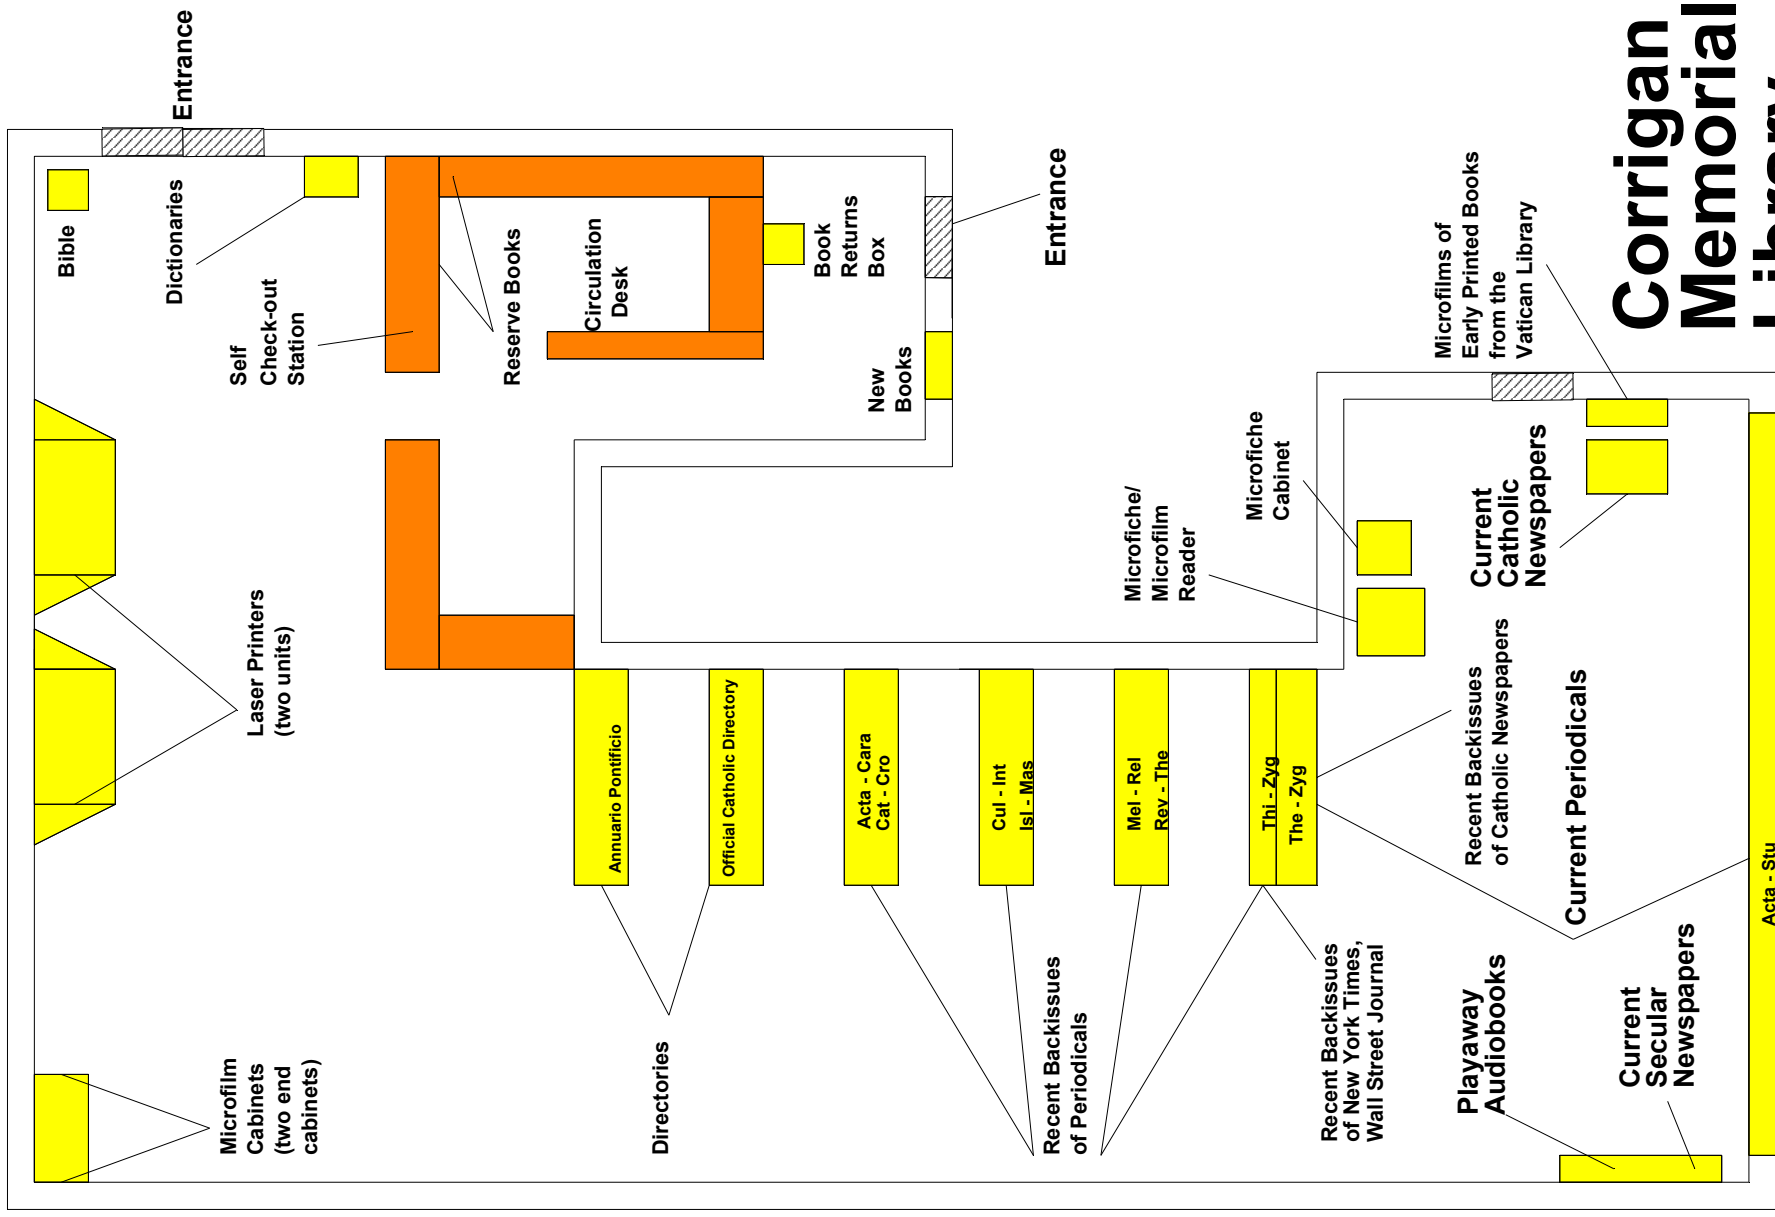 Bible
Dictionaries
Entrance
Microfilm
Cabinets
(two end
cabinets)
Laser Printers
(two units)
Self
Check-out
Station
Reserve Books
Circulation
Desk
Annuario Pontificio
Directories
Official Catholic Directory
Book
Returns
Box
New
Books
Acta - Cara
Cat - Cro
Cul - Int
Isl - Mas
Recent Backissues
of Periodicals
Entrance
Mel - Rel
Rev - The
Microfiche/
Microfilm
Reader
Microfiche
Cabinet
Thi - Zyg
The - Zyg
Recent Backissues
of New York Times,
Wall Street Journal
Microfilms of
Early Printed Books
from the
Vatican Library
Recent Backissues
of Catholic Newspapers
Playaway
Audiobooks
Current
Catholic
Newspapers
Current Periodicals
Current
Secular
Newspapers
Corrigan
Memorial
Library
Acta - Stu